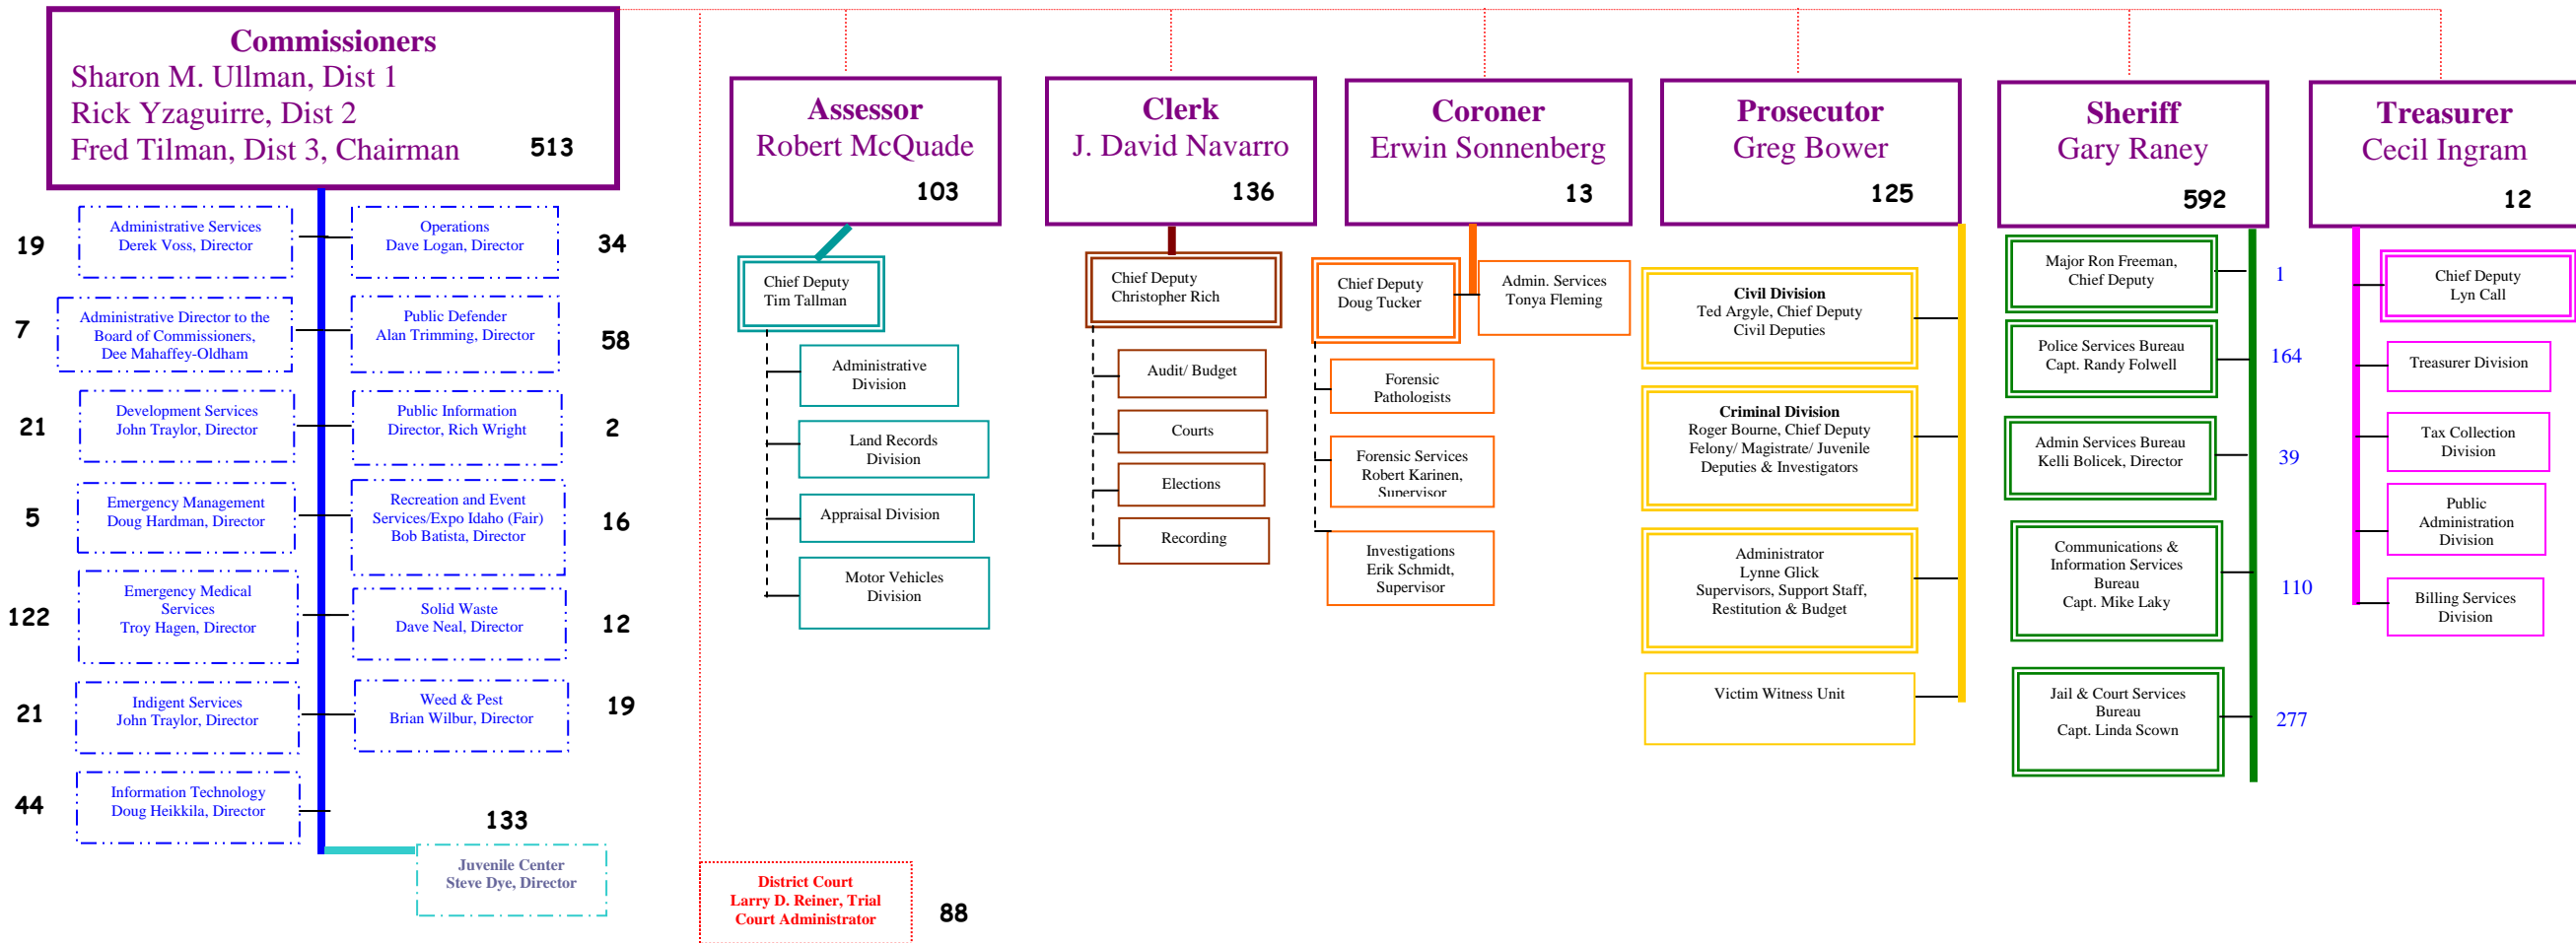 Commissioners
Sharon M. Ullman, Dist 1
Rick Yzaguirre, Dist 2
Fred Tilman, Dist 3, Chairman
513
19
Administrative Services
Derek Voss, Director
Operations
Dave Logan, Director
34
7
Administrative Director to the
Board of Commissioners,
Dee Mahaffey-Oldham
Public Defender
Alan Trimming, Director
58
21
Development Services
John Traylor, Director
Public Information
Director, Rich Wright
2
5
Emergency Management
Doug Hardman, Director
Recreation and Event
Services/Expo Idaho (Fair)
Bob Batista, Director
16
122
Emergency Medical
Services
Troy Hagen, Director
Solid Waste
Dave Neal, Director
12
21
Indigent Services
John Traylor, Director
Weed & Pest
Brian Wilbur, Director
19
44
Information Technology
Doug Heikkila, Director
133
Juvenile Center
Steve Dye, Director
District Court
Larry D. Reiner, Trial
Court Administrator
88
Assessor
Robert McQuade
103
Chief Deputy
Tim Tallman
Administrative
Division
Land Records
Division
Appraisal Division
Motor Vehicles
Division
Clerk
J. David Navarro
136
Chief Deputy
Christopher Rich
Audit/ Budget
Courts
Elections
Recording
Coroner
Erwin Sonnenberg
13
Chief Deputy
Doug Tucker
Admin. Services
Tonya Fleming
Forensic
Pathologists
Forensic Services
Robert Karinen,
Supervisor
Investigations
Erik Schmidt,
Supervisor
Prosecutor
Greg Bower
125
Civil Division
Ted Argyle, Chief Deputy
Civil Deputies
Criminal Division
Roger Bourne, Chief Deputy
Felony/ Magistrate/ Juvenile
Deputies & Investigators
Administrator
Lynne Glick
Supervisors, Support Staff,
Restitution & Budget
Victim Witness Unit
Sheriff
Gary Raney
592
Major Ron Freeman,
Chief Deputy
1
Police Services Bureau
Capt. Randy Folwell
164
Admin Services Bureau
Kelli Bolicek, Director
39
Communications &
Information Services
Bureau
Capt. Mike Laky
110
Jail & Court Services
Bureau
Capt. Linda Scown
277
Treasurer
Cecil Ingram
12
Chief Deputy
Lyn Call
Treasurer Division
Tax Collection
Division
Public
Administration
Division
Billing Services
Division